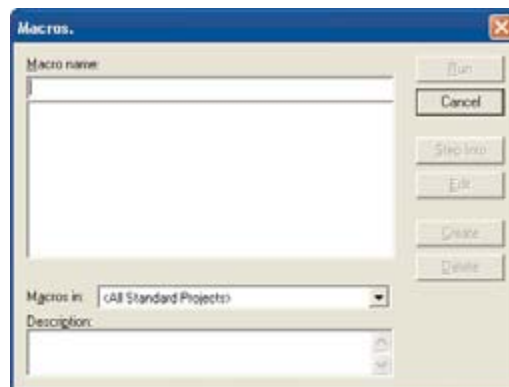 Macros.
Macro name:
Run
Cancel
Step Into
Edit
Create
Delete
Macros in: <All Standard Projects>
Description: